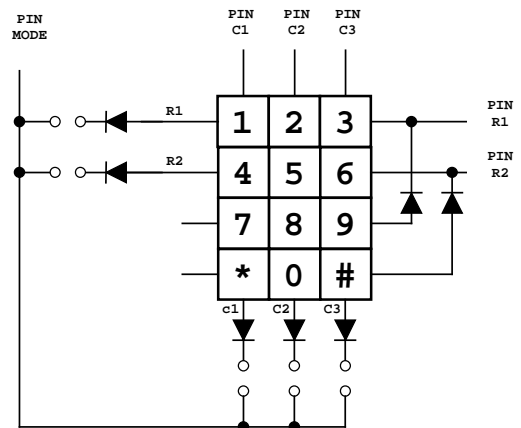 PIN
MODE
PIN
C1
PIN
C2
PIN
C3
R1
R2
1 2 3
4 5 6
7 8 9
* 0 #
PIN
R1
PIN
R2
c1 C2 C3